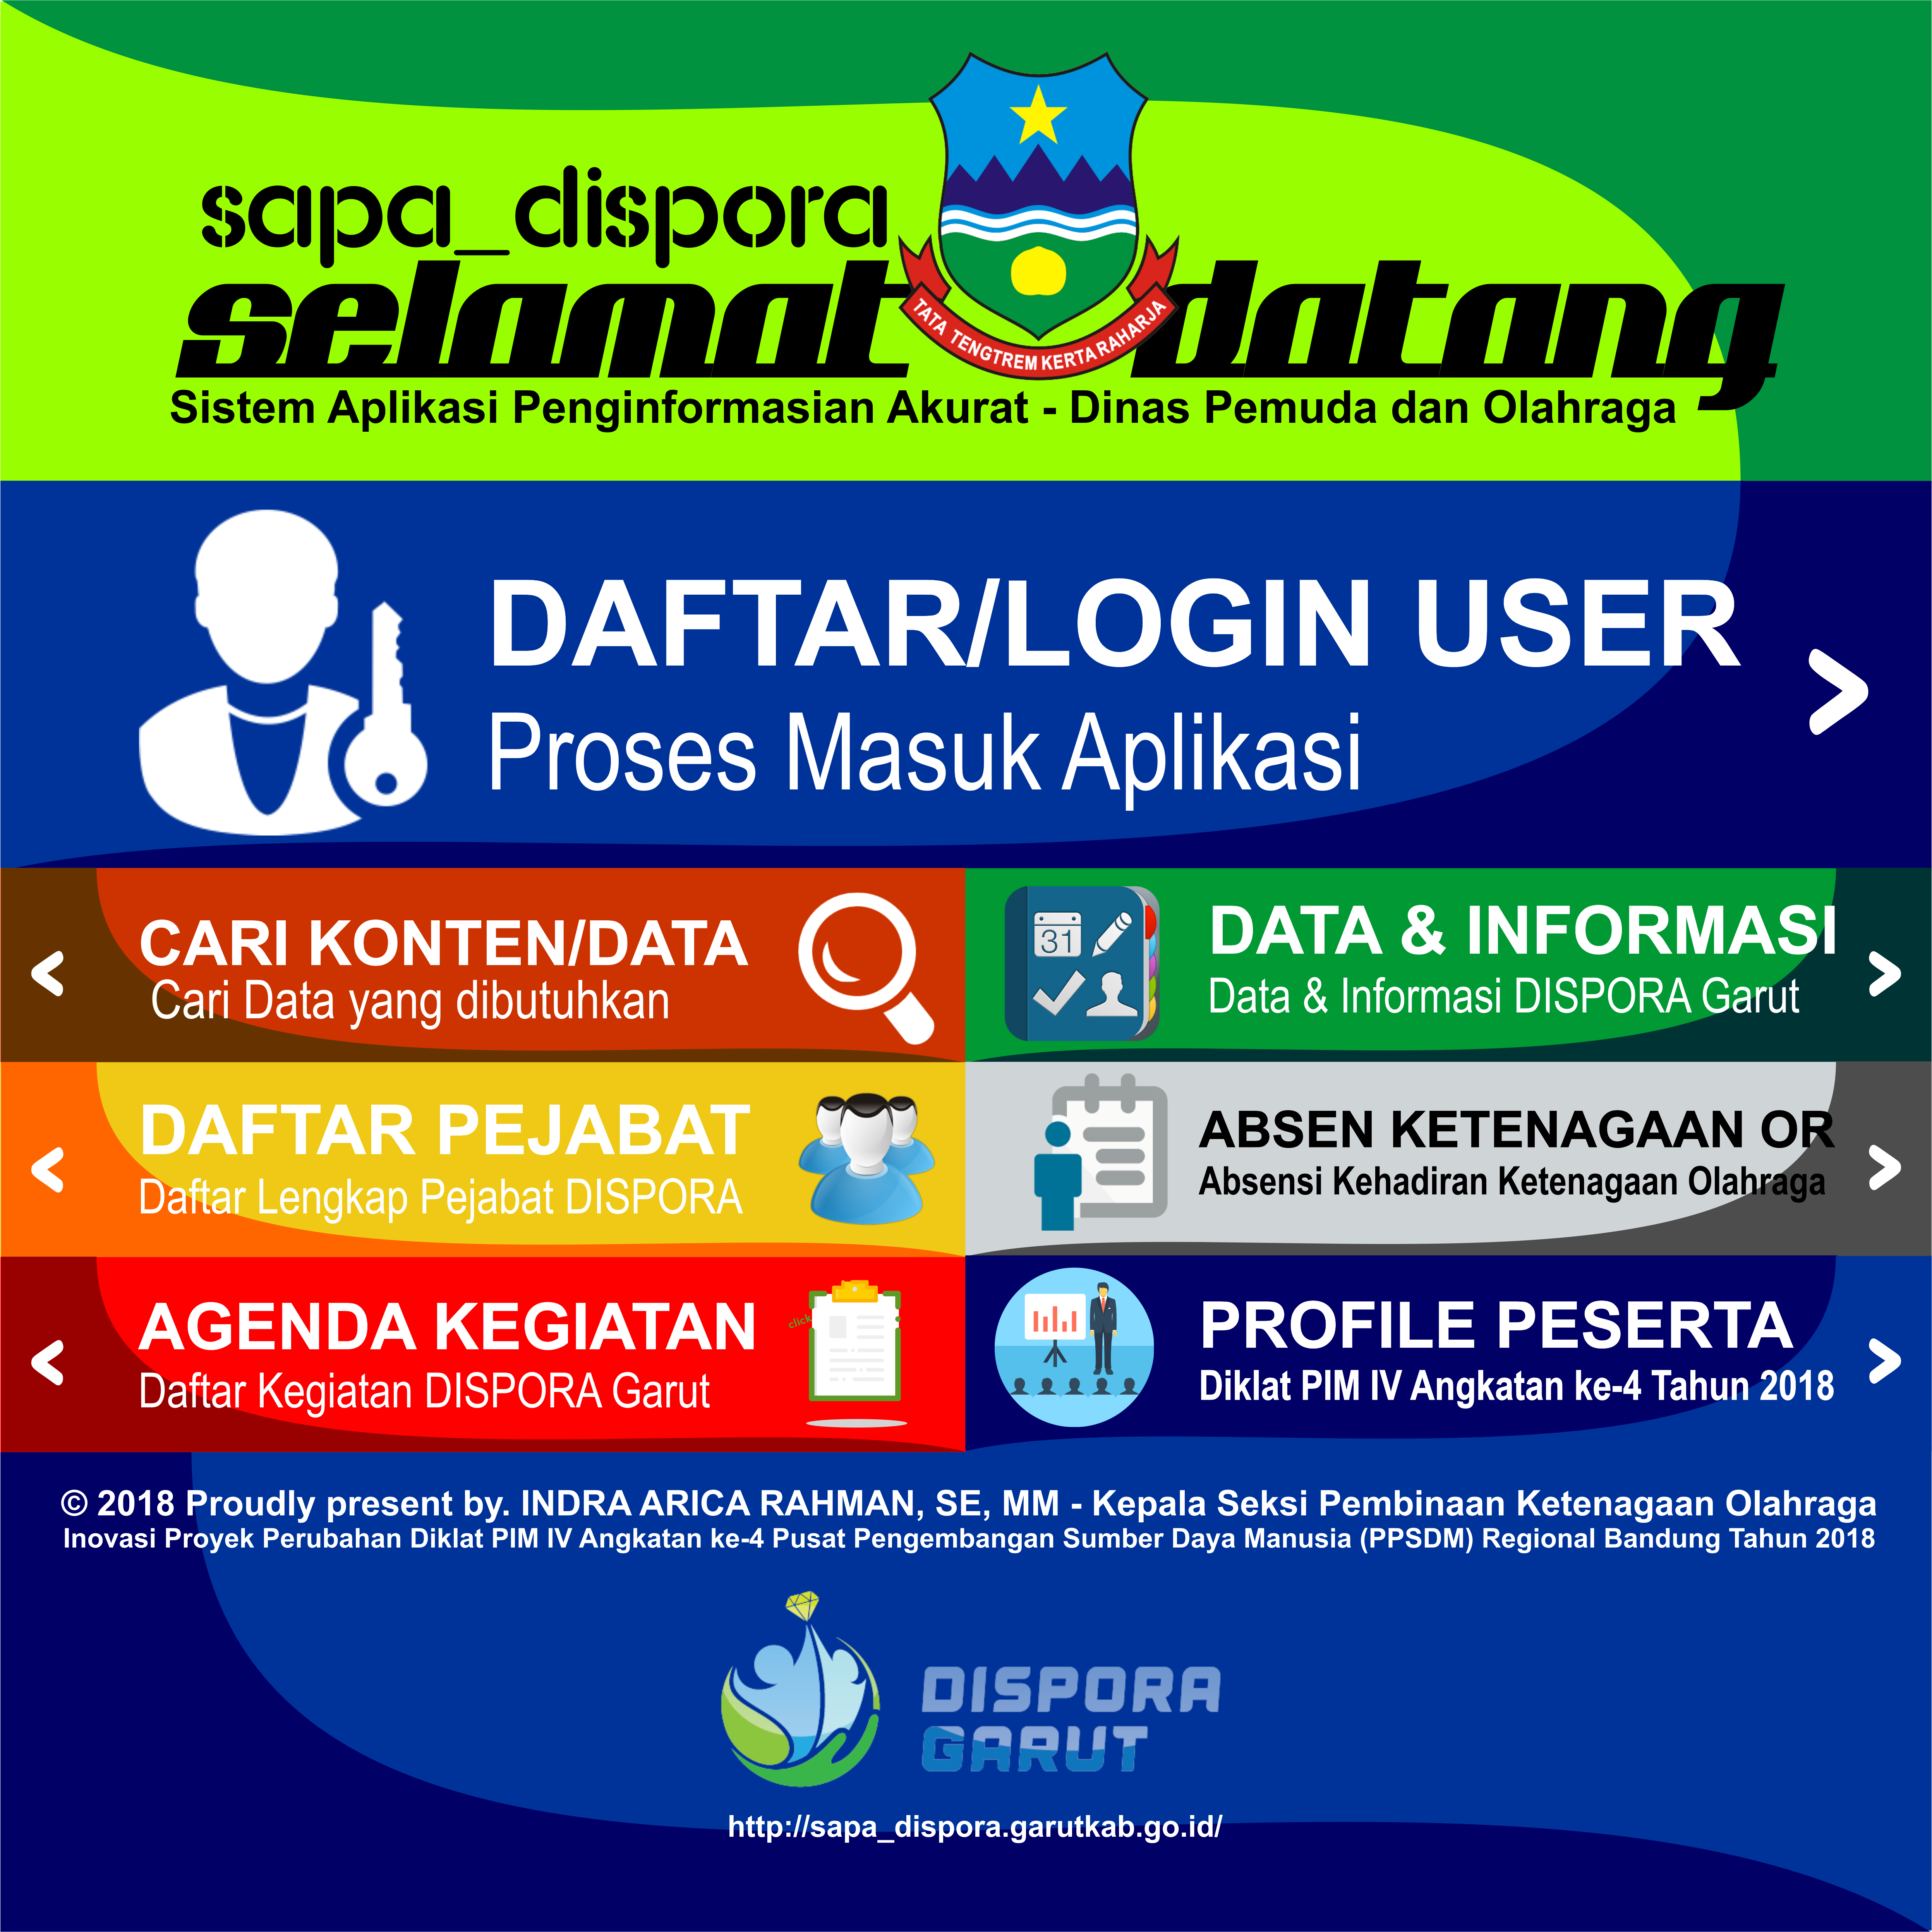 sapa_dispora
selamat datang
TATA TENGTREM KERTA RAHARJA
Sistem Aplikasi Penginformasian Akurat - Dinas Pemuda dan Olahraga
DAFTAR/LOGIN USER
Proses Masuk Aplikasi
>
<
CARI KONTEN/DATA
Cari Data yang dibutuhkan
31
DATA & INFORMASI
Data & Informasi DISPORA Garut
>
<
DAFTAR PEJABAT
Daftar Lengkap Pejabat DISPORA
ABSEN KETENAGAAN OR
Absensi Kehadiran Ketenagaan Olahraga
>
<
AGENDA KEGIATAN
Daftar Kegiatan DISPORA Garut
click
PROFILE PESERTA
Diklat PIM IV Angkatan ke-4 Tahun 2018
>
© 2018 Proudly present by. INDRA ARICA RAHMAN, SE, MM - Kepala Seksi Pembinaan Ketenagaan Olahraga
Inovasi Proyek Perubahan Diklat PIM IV Angkatan ke-4 Pusat Pengembangan Sumber Daya Manusia (PPSDM) Regional Bandung Tahun 2018
DISPORA
GARUT
http://sapa_dispora.garutkab.go.id/